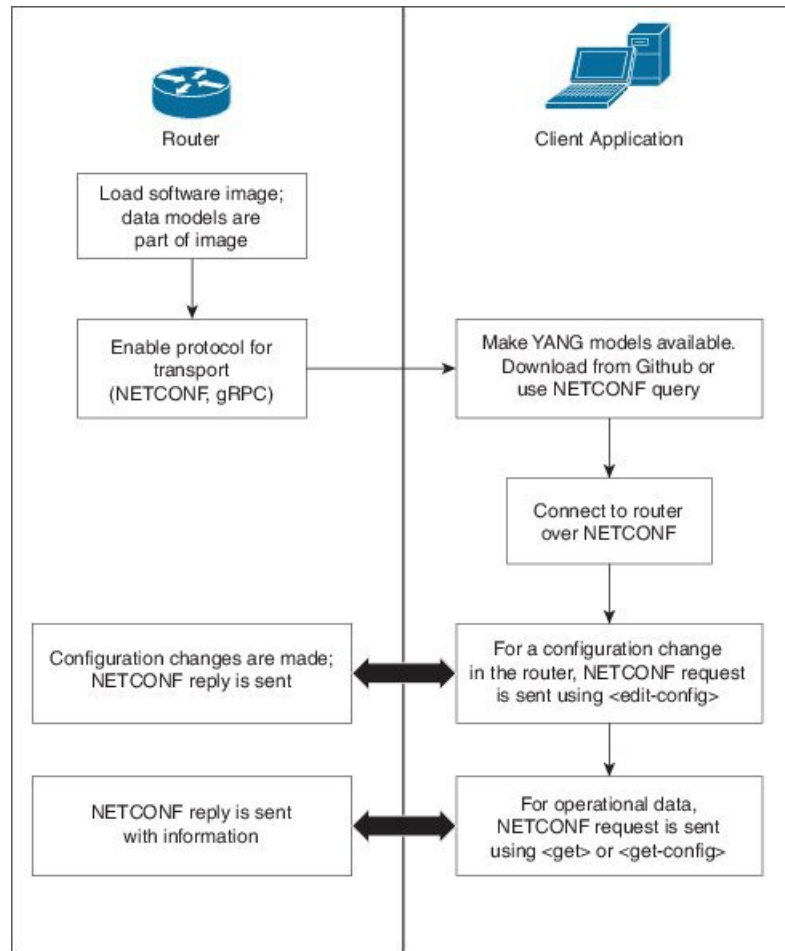 Router
Client Application
Load software image;
data models are
part of image
Enable protocol for
transport
(NETCONF, gRPC)
Make YANG models available.
Download from Github or
use NETCONF query
Connect to router
over NETCONF
Configuration changes are made;
NETCONF reply is sent
For a configuration change
in the router, NETCONF request
is sent using <edit-config>
NETCONF reply is sent
with information
For operational data,
NETCONF request is sent
using <get> or <get-config>